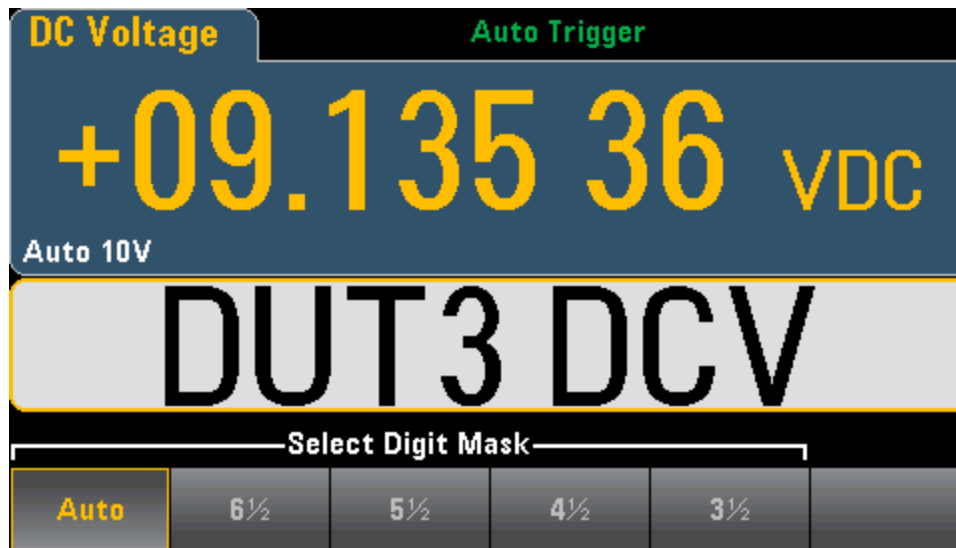 DC Voltage Auto Trigger
+09.135 36 VDC
Auto 10V
DUT3 DCV
Select Digit Mask
Auto 6½ 5½ 4½ 3½